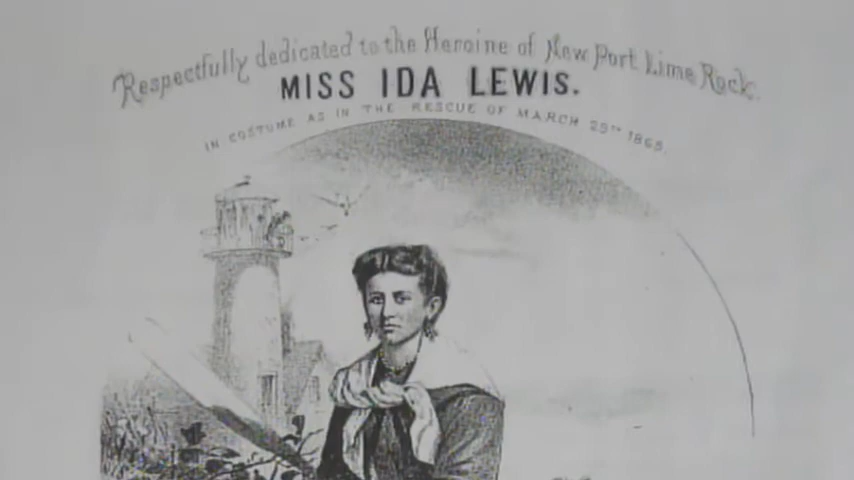 Respectfully dedicated to the Heroine of New Port Lime Rock.
MISS IDA LEWIS.
IN COSTUME AS IN THE RESCUE OF MARCH 29TH 1869.